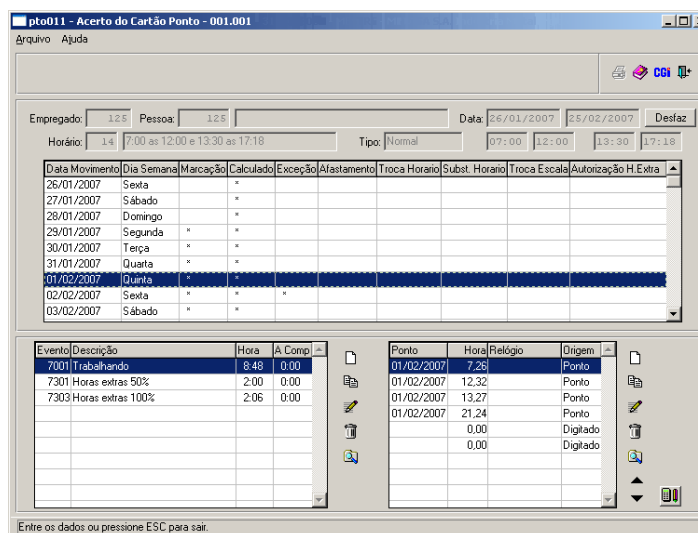 pto011 - Acerto do Cartão Ponto - 001.001
Arquivo Ajuda
CGi
Empregado: 125 Pessoa: 125 Data: 26/01/2007 25/02/2007 Desfaz
Horário: 14 7:00 as 12:00 e 13:30 as 17:18 Tipo: Normal 07:00 12:00 13:30 17:18
Data Movimento Dia Semana Marcação Calculado Exceção Afastamento Troca Horario Subst. Horario Troca Escala Autorização H.Extra
26/01/2007 Sexta *
27/01/2007 Sábado *
28/01/2007 Domingo *
29/01/2007 Segunda * *
30/01/2007 Terça * *
31/01/2007 Quarta * *
01/02/2007 Quinta * *
02/02/2007 Sexta * * *
03/02/2007 Sábado * *
Evento Descrição Hora A Comp
7001 Trabalhando 8:48 0:00
7301 Horas extras 50% 2:00 0:00
7303 Horas extras 100% 2:06 0:00
Ponto Hora Relógio Origem
01/02/2007 7,26 Ponto
01/02/2007 12,32 Ponto
01/02/2007 13,27 Ponto
01/02/2007 21,24 Ponto
0,00 Digitado
0,00 Digitado
Entre os dados ou pressione ESC para sair.